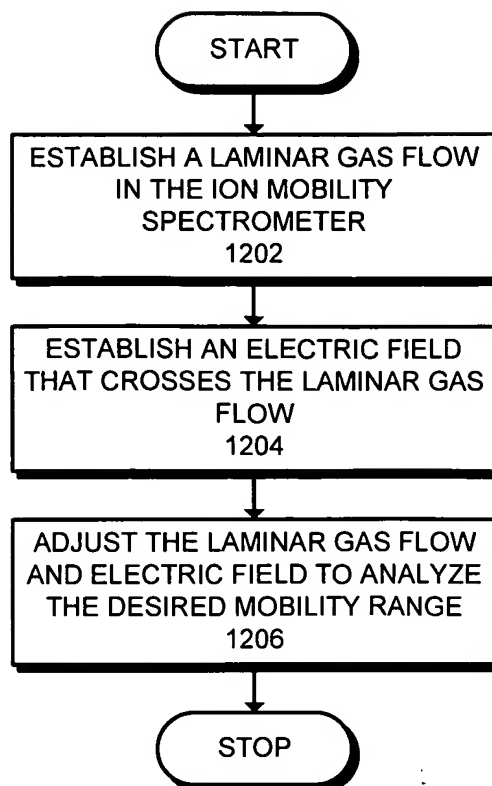 START
ESTABLISH A LAMINAR GAS FLOW
IN THE ION MOBILITY
SPECTROMETER
1202
ESTABLISH AN ELECTRIC FIELD
THAT CROSSES THE LAMINAR GAS
FLOW
1204
ADJUST THE LAMINAR GAS FLOW
AND ELECTRIC FIELD TO ANALYZE
THE DESIRED MOBILITY RANGE
1206
STOP